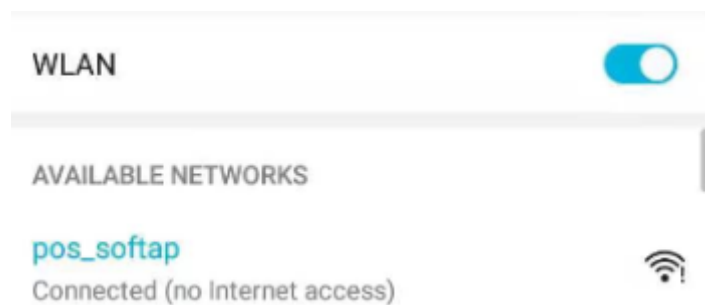 WLAN
AVAILABLE NETWORKS
pos_softap
Connected (no Internet access)